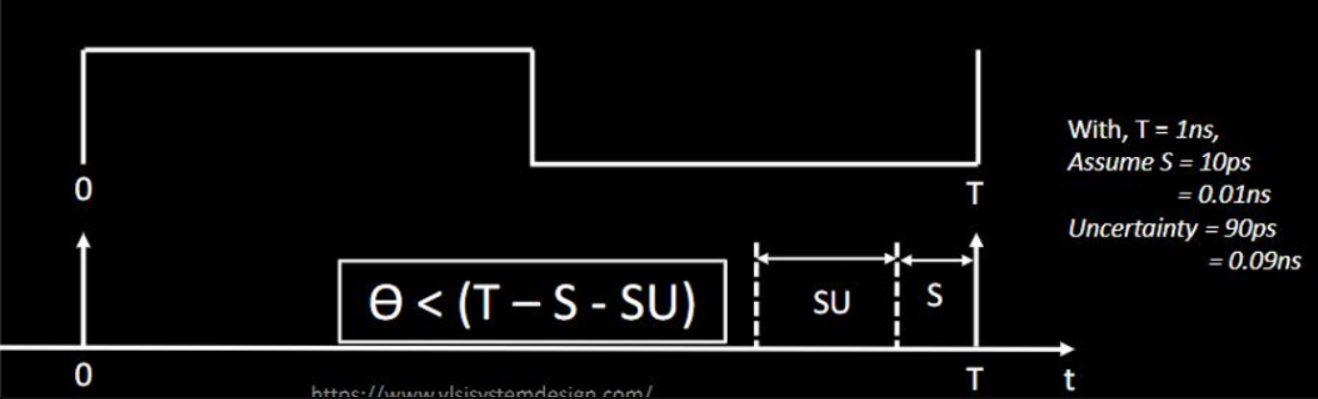 0
T
With, T = 1ns,
Assume S = 10ps
= 0.01ns
Uncertainty = 90ps
= 0.09ns
Ɵ < (T – S - SU)
SU
S
0
T
t
https://www.vlsisystemdesign.com/